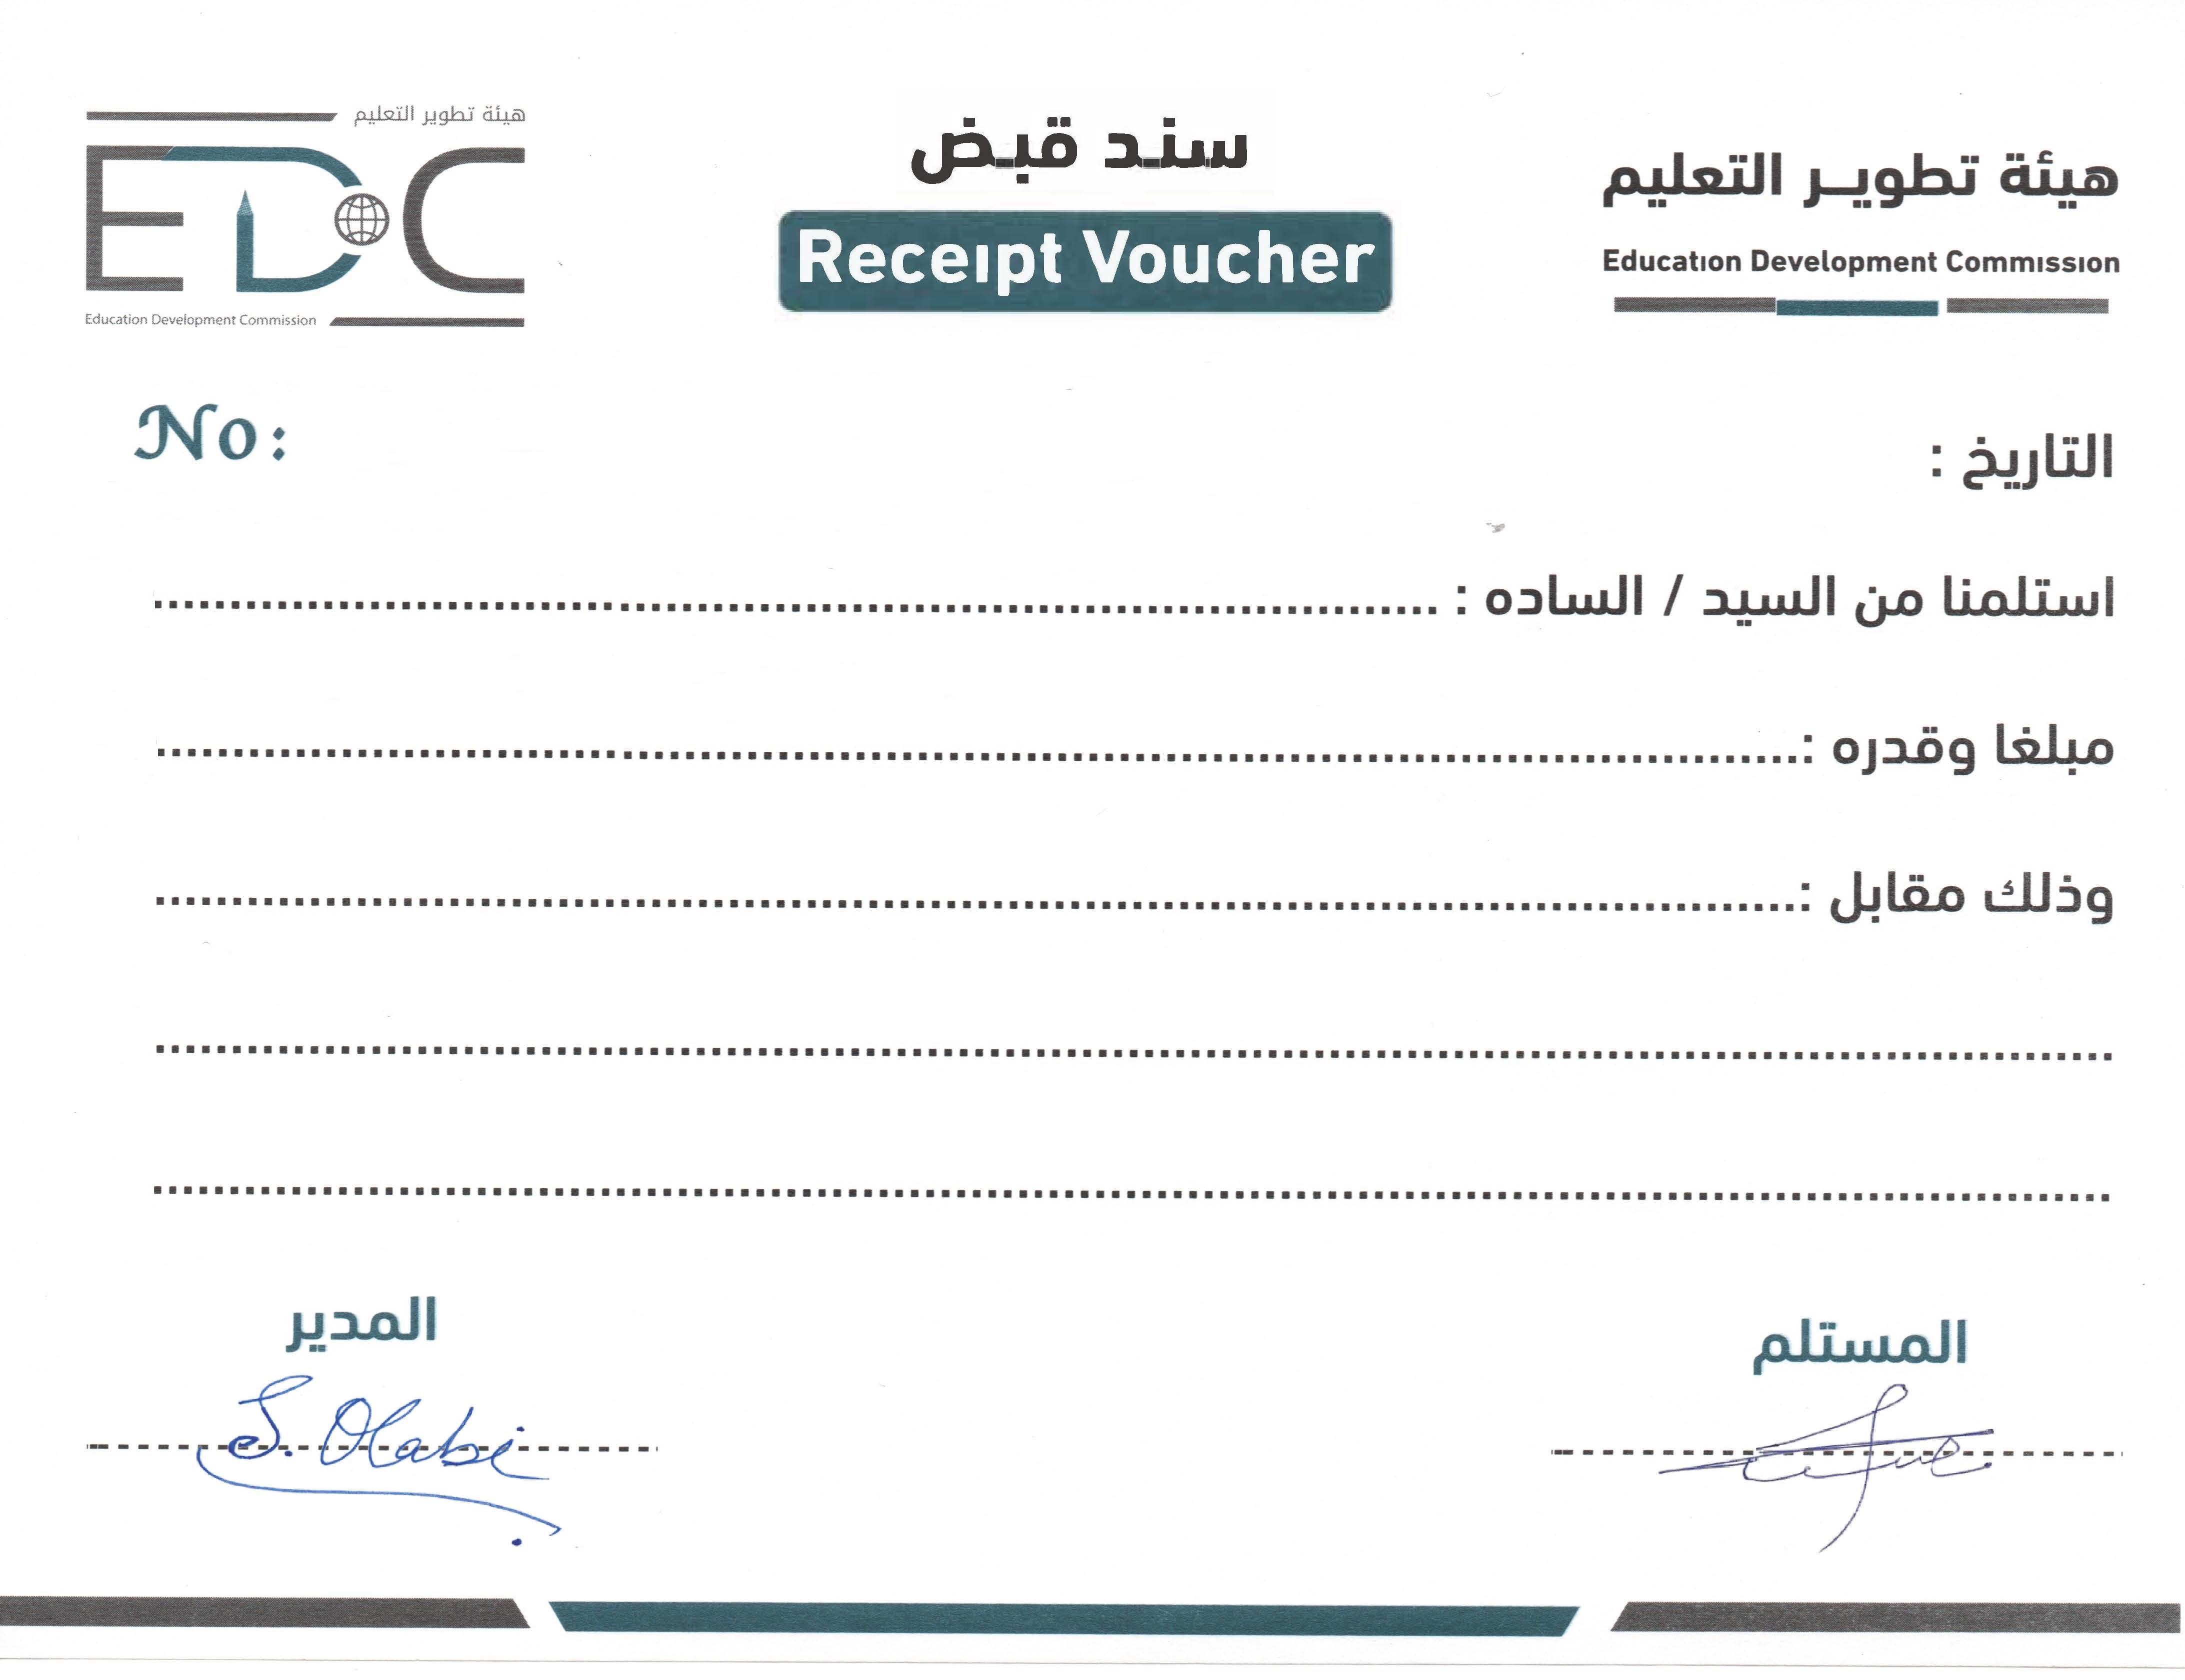 هيئة تطوير التعليم
EDC
Education Development Commission
سند قبض
Receipt Voucher
هيئة تطويـر التعليم
Education Development Commission
No:
التاريخ :
استلمنا من السيد / الساده : ........................................
مبلغا وقدره :........................................
وذلك مقابل :........................................
المستلم
المدير
S. Olabi